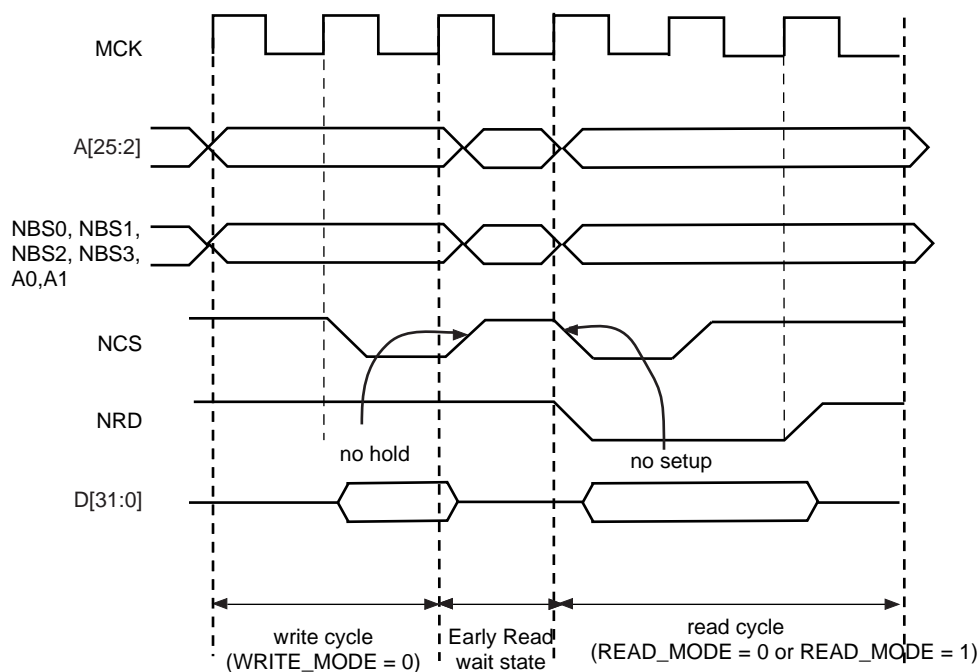 MCK
A[25:2]
NBS0, NBS1,
NBS2, NBS3,
A0,A1
NCS
NRD
no hold
no setup
D[31:0]
write cycle
(WRITE_MODE = 0)
Early Read
wait state
read cycle
(READ_MODE = 0 or READ_MODE = 1)